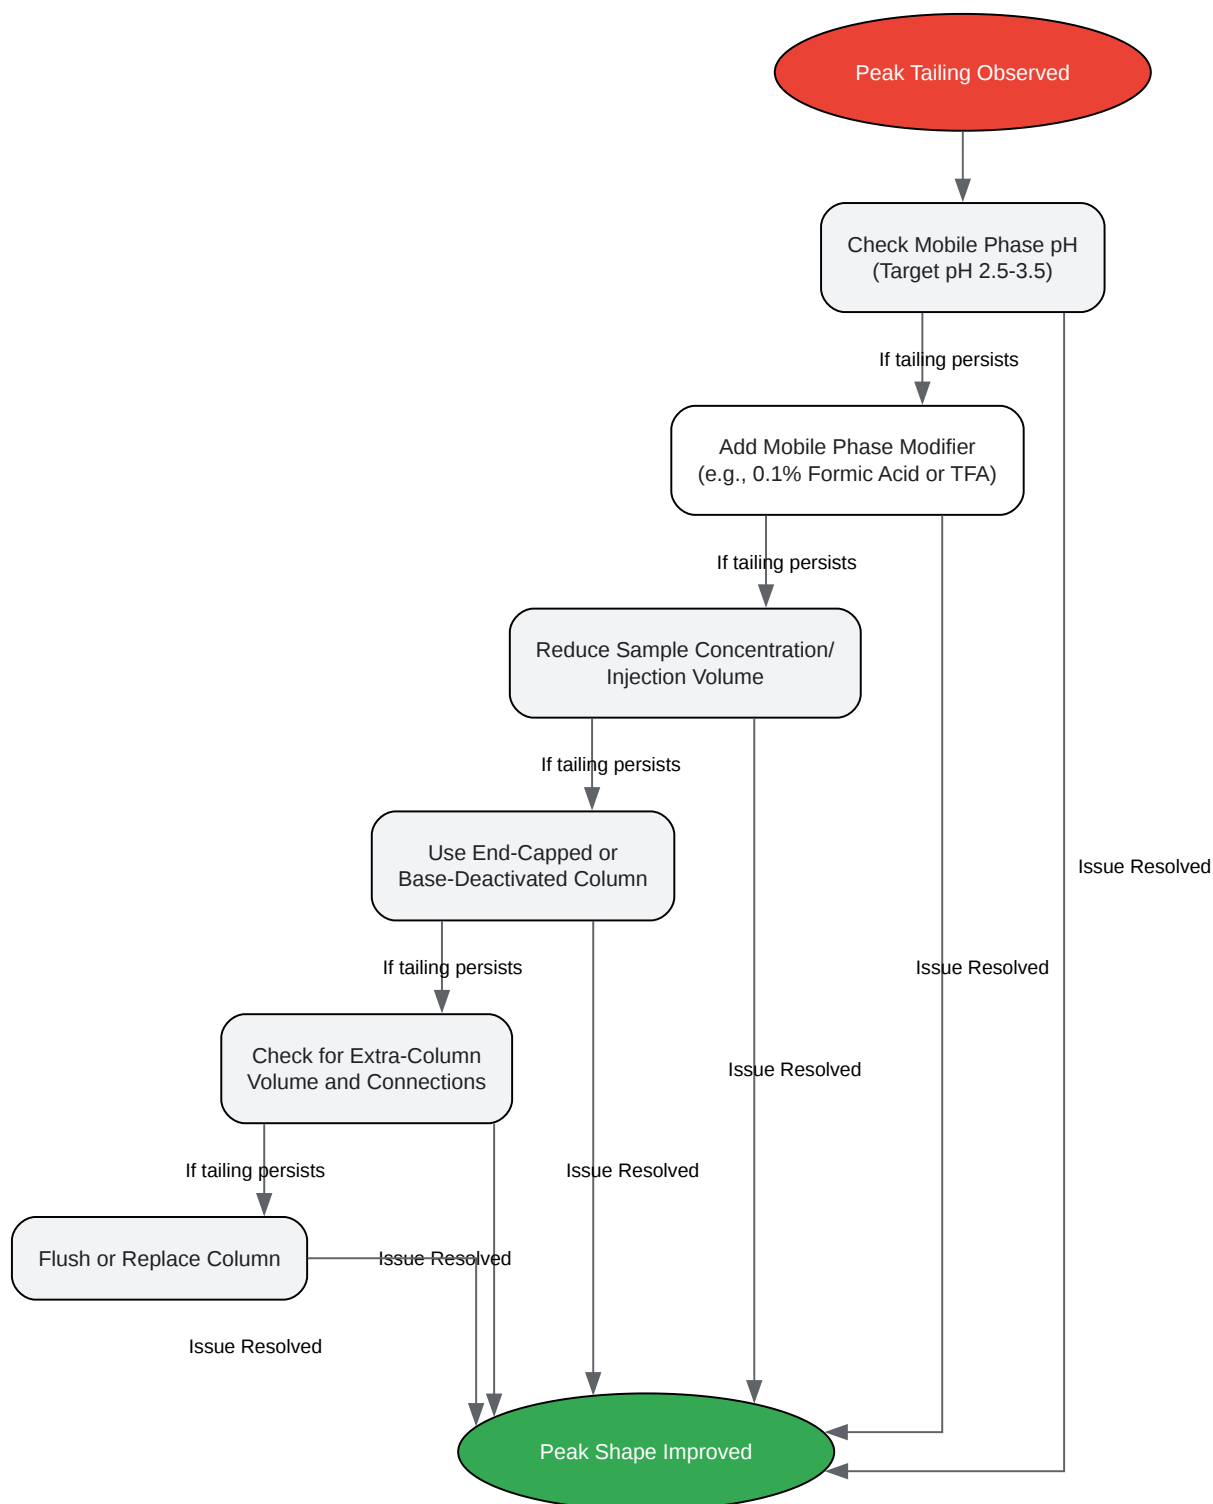 Peak Tailing Observed
Check Mobile Phase pH
(Target pH 2.5-3.5)
If tailing persists
Add Mobile Phase Modifier
(e.g., 0.1% Formic Acid or TFA)
If tailing persists
Reduce Sample Concentration/
Injection Volume
If tailing persists
Use End-Capped or
Base-Deactivated Column
Issue Resolved
If tailing persists
Issue Resolved
Check for Extra-Column
Volume and Connections
Issue Resolved
If tailing persists
Issue Resolved
Flush or Replace Column
Issue Resolved
Issue Resolved
Peak Shape Improved